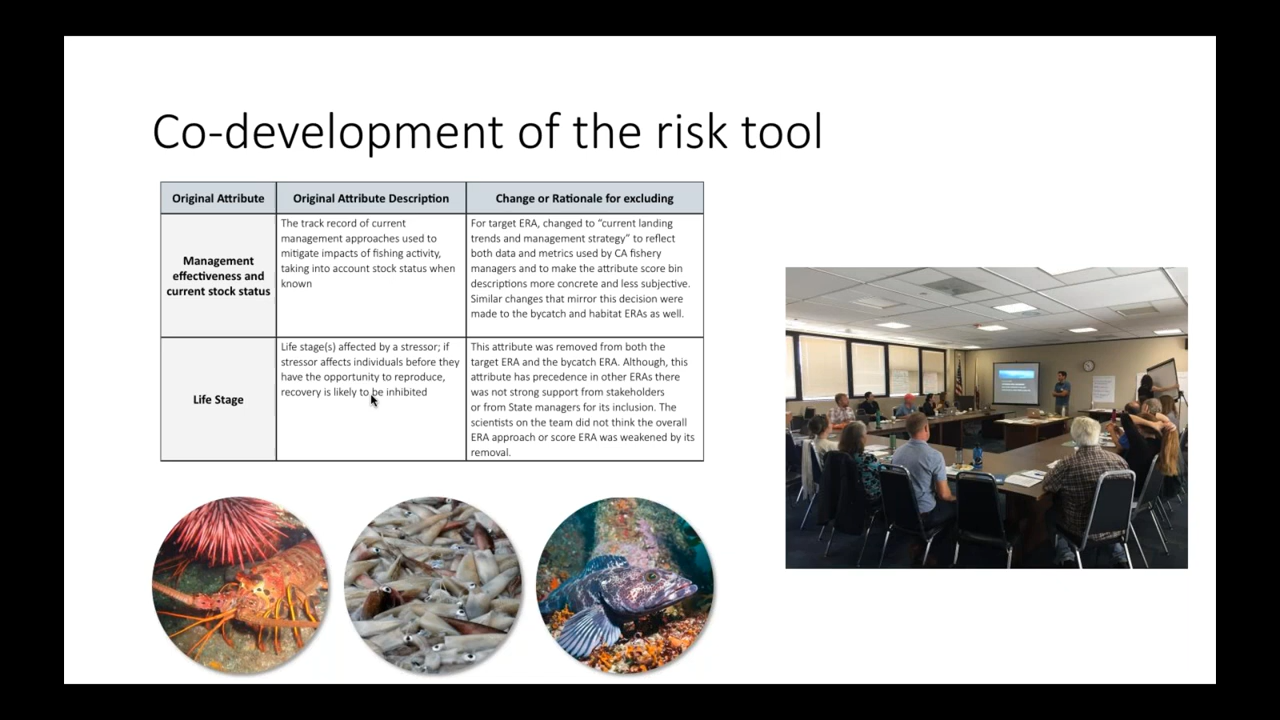 Co-development of the risk tool
Original Attribute
Original Attribute Description
Change or Rationale for excluding
Management
effectiveness and
current stock status
The track record of current
management approaches used to
mitigate impacts of fishing activity,
taking into account stock status when
known
For target ERA, changed to “current landing
trends and management strategy” to reflect
both data and metrics used by CA fishery
managers and to make the attribute score bin
descriptions more concrete and less subjective.
Similar changes that mirror this decision were
made to the bycatch and habitat ERAs as well.
Life Stage
Life stage(s) affected by a stressor; if
stressor affects individuals before they
have the opportunity to reproduce,
recovery is likely to be inhibited
This attribute was removed from both the
target ERA and the bycatch ERA. Although, this
attribute has precedence in other ERAs there
was not strong support from stakeholders
or from State managers for its inclusion. The
scientists on the team did not think the overall
ERA approach or score ERA was weakened by its
removal.